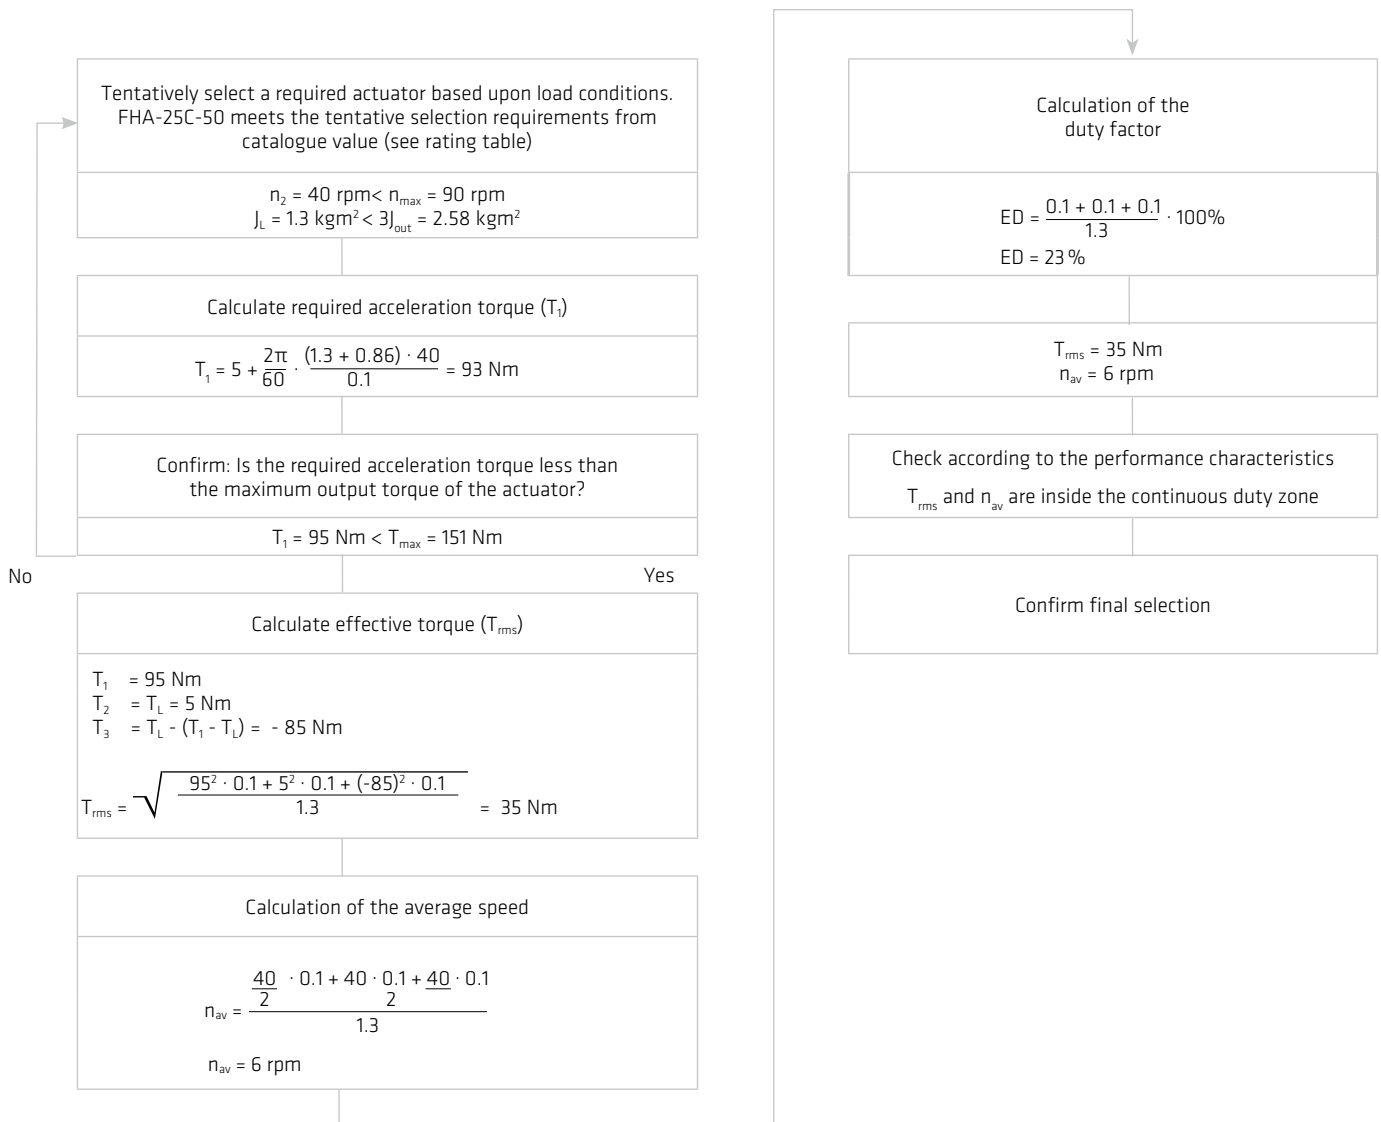 Tentatively select a required actuator based upon load conditions.
FHA-25C-50 meets the tentative selection requirements from
catalogue value (see rating table)
n₂ = 40 rpm< nmax = 90 rpm
JL = 1.3 kgm² < 3Jout = 2.58 kgm²
Calculate required acceleration torque (T₁)
T₁ = 5 + 2π/60 · (1.3 + 0.86) · 40/0.1 = 93 Nm
Confirm: Is the required acceleration torque less than
the maximum output torque of the actuator?
T₁ = 95 Nm < Tmax = 151 Nm
No
Yes
Calculate effective torque (Trms)
T₁ = 95 Nm
T₂ = TL = 5 Nm
T₃ = TL - (T₁ - TL) = - 85 Nm
Trms = √ 95² · 0.1 + 5² · 0.1 + (-85)² · 0.1 / 1.3 = 35 Nm
Calculation of the average speed
40 · 0.1 + 40 · 0.1 + 40 · 0.1
2 2
nav =
1.3
nav = 6 rpm
Calculation of the
duty factor
ED = 0.1 + 0.1 + 0.1 / 1.3 · 100%
ED = 23 %
Trms = 35 Nm
nav = 6 rpm
Check according to the performance characteristics
Trms and nav are inside the continuous duty zone
Confirm final selection